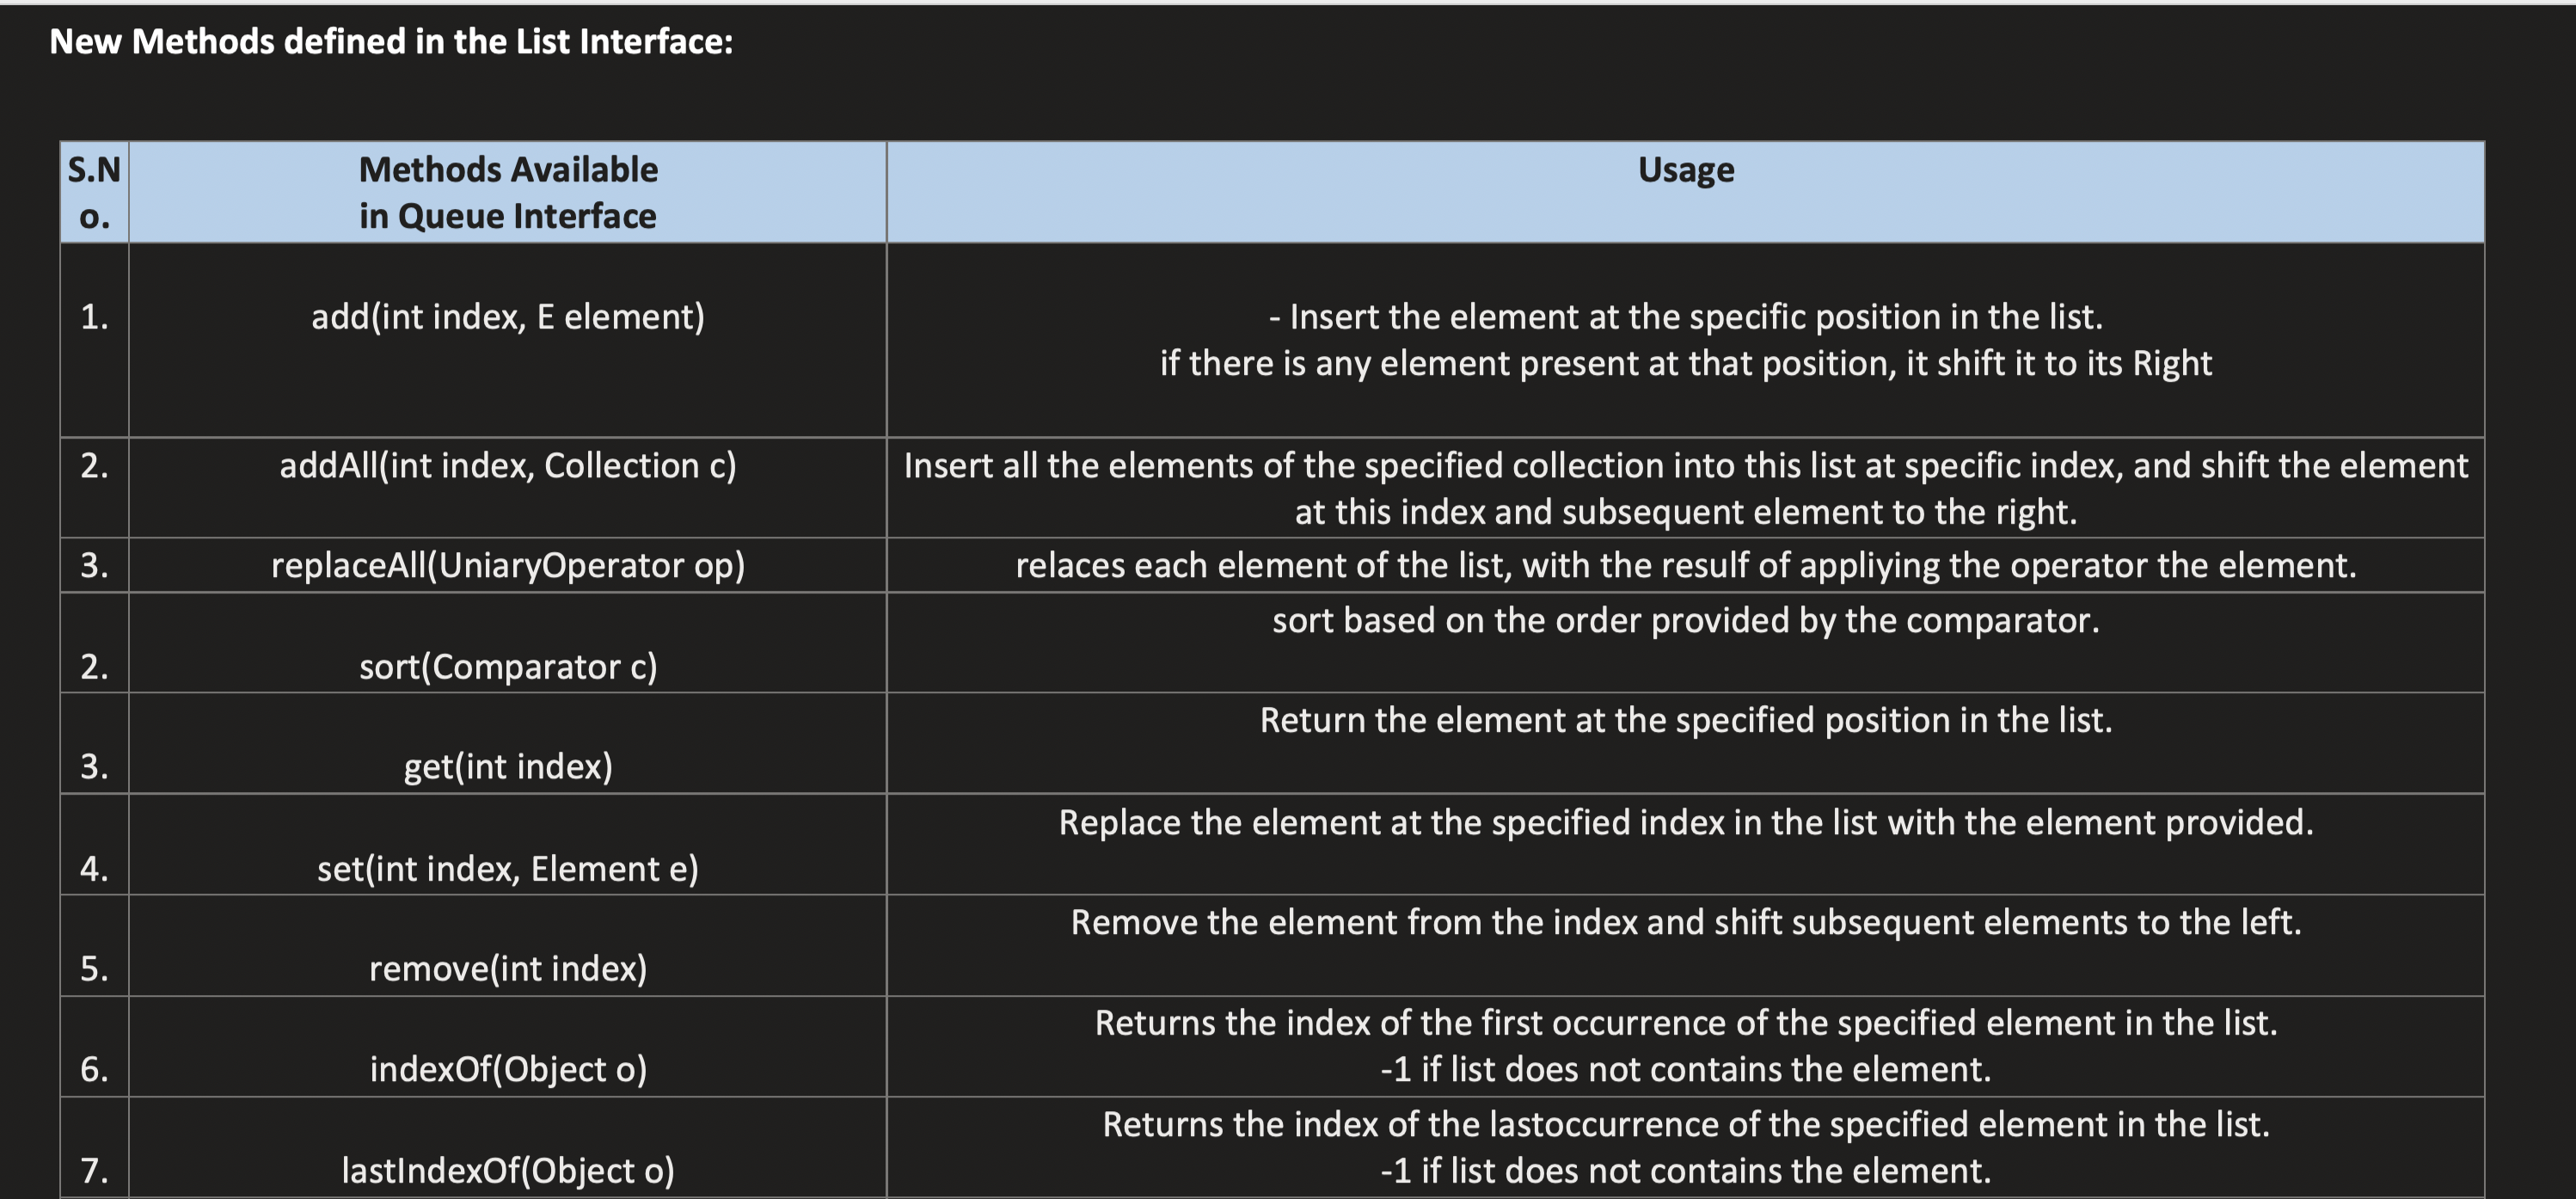 New Methods defined in the List Interface:
S.N
o.
Methods Available
in Queue Interface
Usage
1.
add(int index, E element)
- Insert the element at the specific position in the list.
if there is any element present at that position, it shift it to its Right
2.
addAll(int index, Collection c)
Insert all the elements of the specified collection into this list at specific index, and shift the element
at this index and subsequent element to the right.
3.
replaceAll(UniaryOperator op)
relaces each element of the list, with the resulf of appliying the operator the element.
2.
sort(Comparator c)
sort based on the order provided by the comparator.
3.
get(int index)
Return the element at the specified position in the list.
4.
set(int index, Element e)
Replace the element at the specified index in the list with the element provided.
5.
remove(int index)
Remove the element from the index and shift subsequent elements to the left.
6.
indexOf(Object o)
Returns the index of the first occurrence of the specified element in the list.
-1 if list does not contains the element.
7.
lastIndexOf(Object o)
Returns the index of the lastoccurrence of the specified element in the list.
-1 if list does not contains the element.